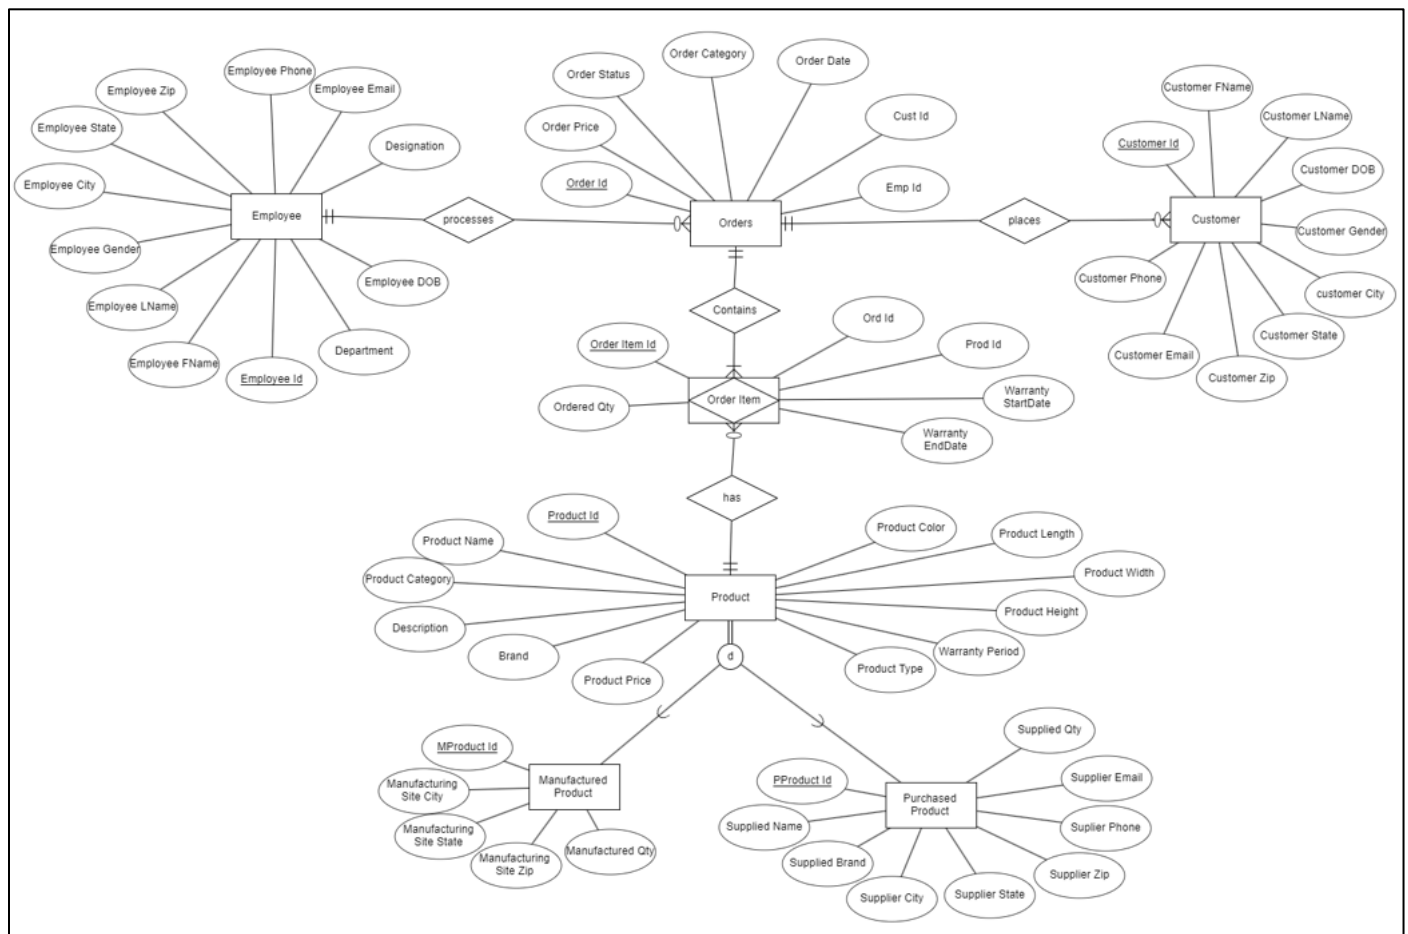 Order Category
Employee Phone
Order Status
Order Date
Employee Email
Employee Zip
Customer FName
Employee State
Order Price
Cust Id
Customer LName
Designation
Customer Id
Customer DOB
Employee City
Order Id
Emp Id
Employee
processes
Orders
places
Customer
Customer Gender
Employee Gender
Employee DOB
Customer Phone
customer City
Employee LName
Contains
Ord Id
Customer State
Order Item Id
Prod Id
Employee FName
Department
Customer Email
Employee Id
Customer Zip
Ordered Qty
Order Item
Warranty
StartDate
Warranty
EndDate
has
Product Id
Product Color
Product Name
Product Length
Product Category
Product Width
Product
Product Height
Description
Brand
Warranty Period
d
Product Price
Product Type
Supplied Qty
MProduct Id
Manufacturing
Site City
Manufactured
Product
PProduct Id
Supplier Email
Purchased
Product
Manufacturing
Site State
Supplied Name
Suplier Phone
Manufacturing
Site Zip
Manufactured Qty
Supplied Brand
Supplier Zip
Supplier City
Supplier State